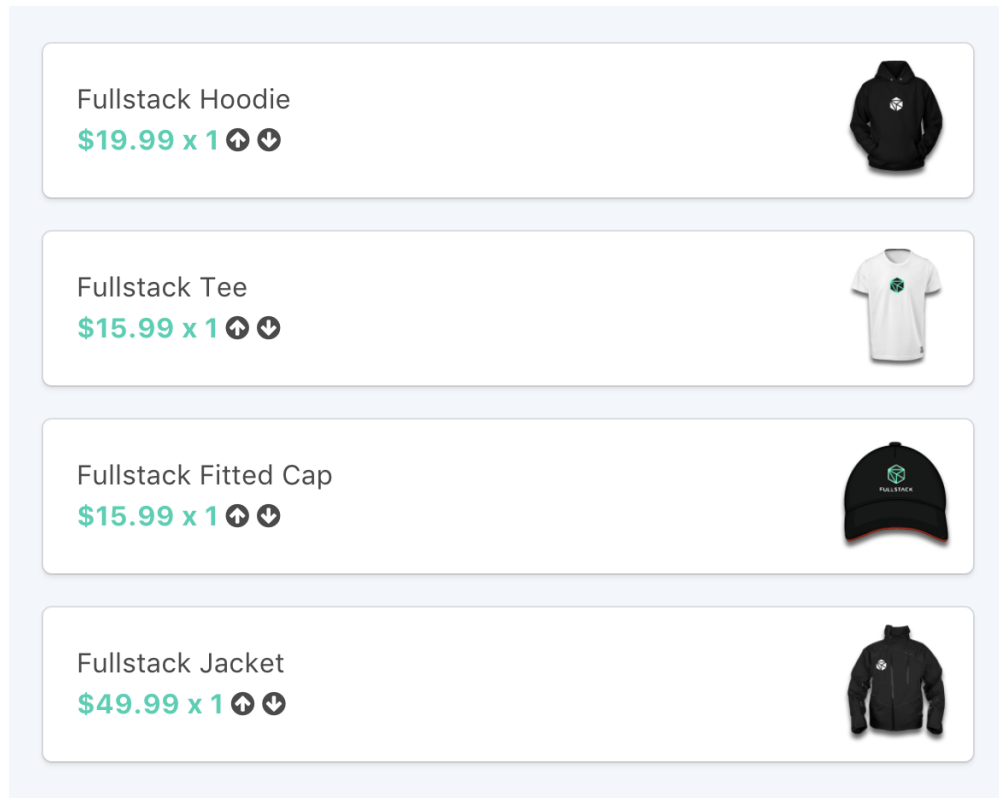 Fullstack Hoodie
$19.99 x 1
Fullstack Tee
$15.99 x 1
Fullstack Fitted Cap
$15.99 x 1
FULLSTACK
Fullstack Jacket
$49.99 x 1